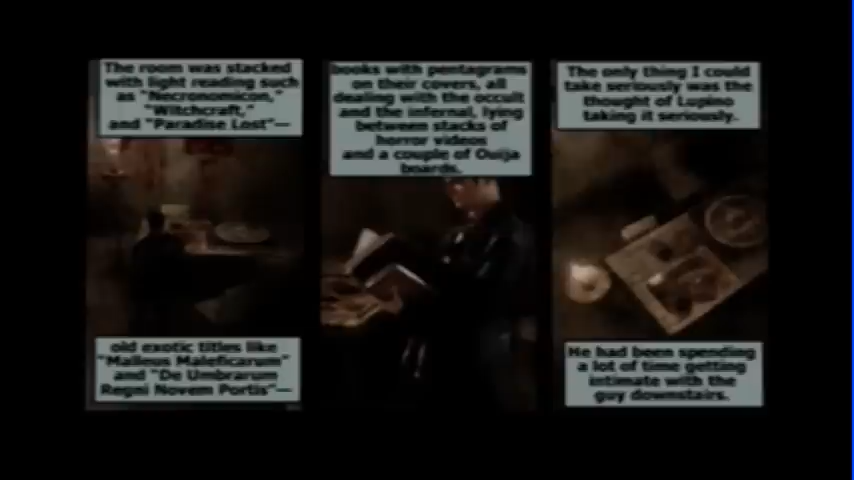 The room was stacked
with light reading such
as "Necronomicon,"
"Witchcraft,"
and "Paradise Lost"—
old exotic titles like
"Malleus Maleficarum"
and "De Umbrarum
Regni Novem Portis"—
books with pentagrams
on their covers, all
dealing with the occult
and the infernal, lying
between stacks of
horror videos
and a couple of Ouija
boards.
The only thing I could
take seriously was the
thought of Lupino
taking it seriously.
He had been spending
a lot of time getting
intimate with the
guy downstairs.